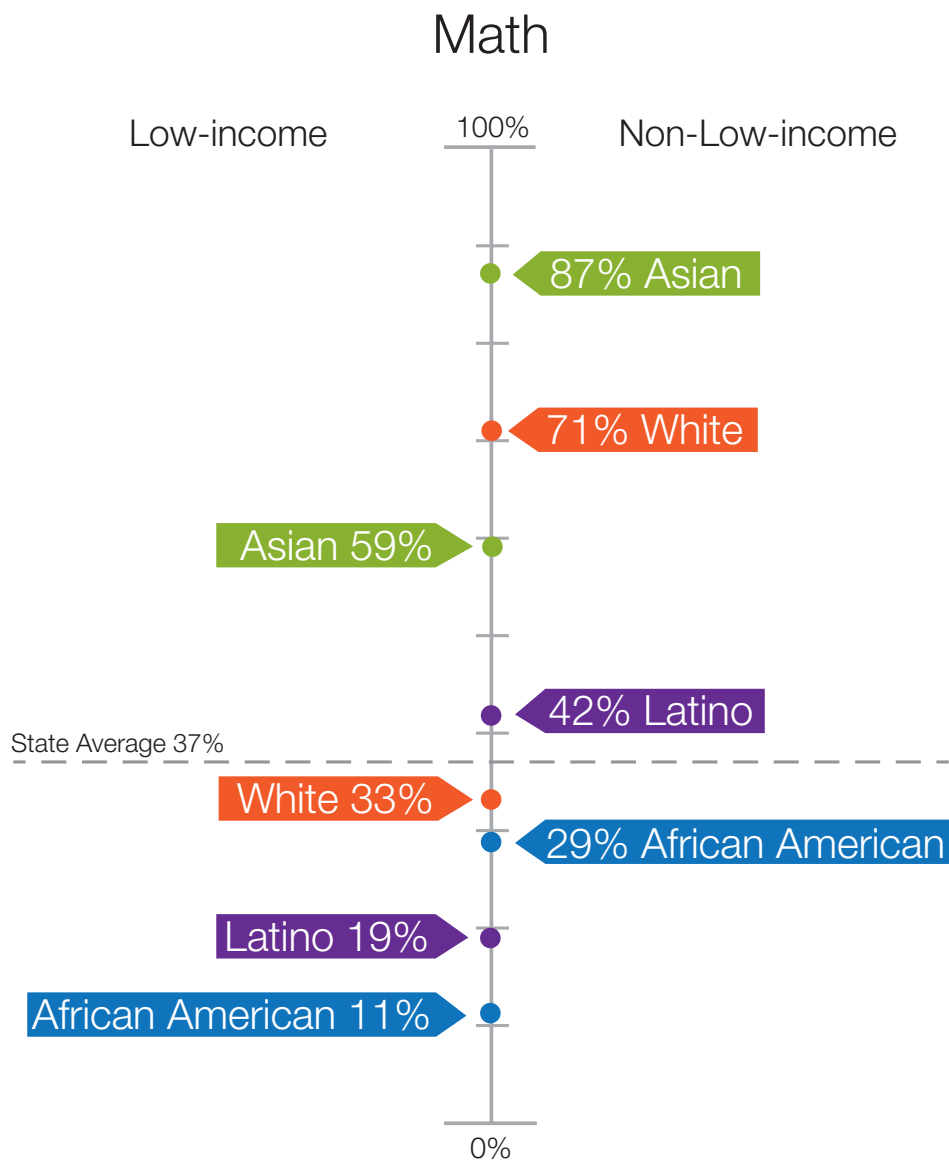 Math
Low-income
100%
Non-Low-income
87% Asian
71% White
Asian 59%
42% Latino
State Average 37%
White 33%
29% African American
Latino 19%
African American 11%
0%